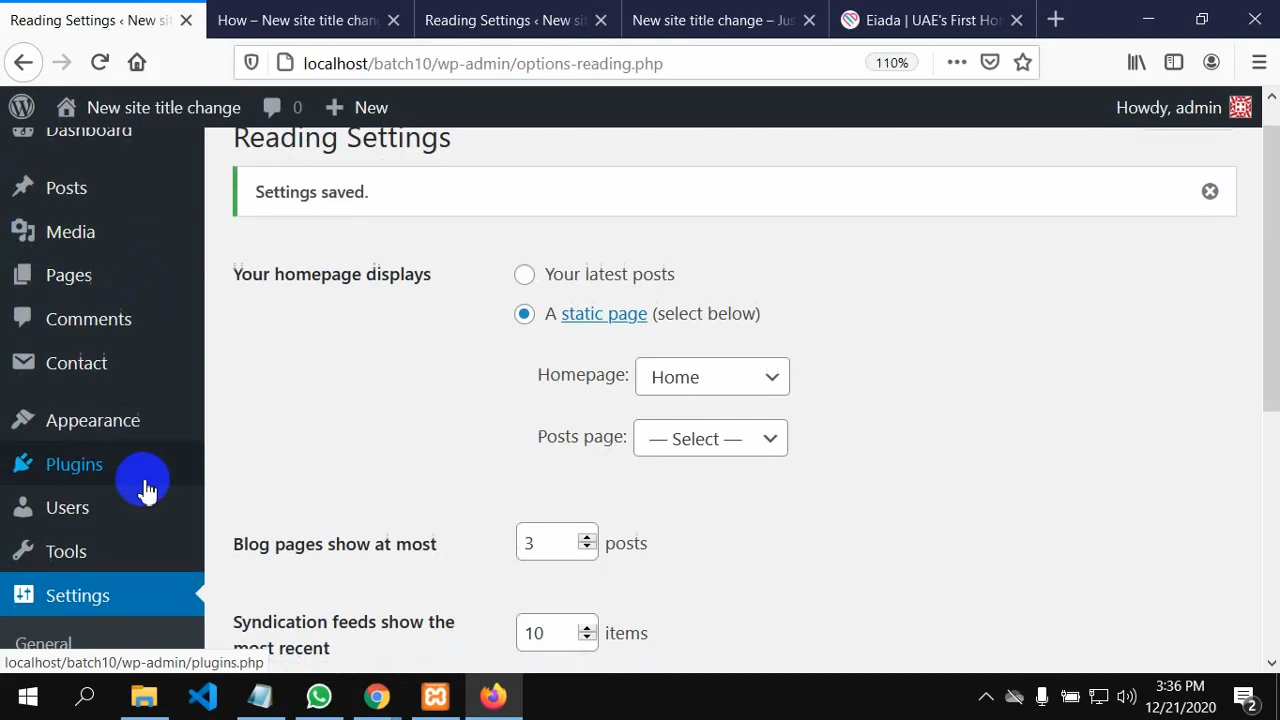 Reading Settings ‹ New si
How – New site title chan
Reading Settings ‹ New si
New site title change – Jus
Eiada | UAE's First Hor
localhost/batch10/wp-admin/options-reading.php
110%
New site title change
0
New
Howdy, admin
Dashboard
Posts
Media
Pages
Comments
Contact
Appearance
Plugins
Users
Tools
Settings
General
Reading Settings
Settings saved.
Your homepage displays
Your latest posts
A static page (select below)
Homepage:
Home
Posts page:
— Select —
Blog pages show at most
3
posts
Syndication feeds show the
most recent
10
items
localhost/batch10/wp-admin/plugins.php
3:36 PM
12/21/2020
2